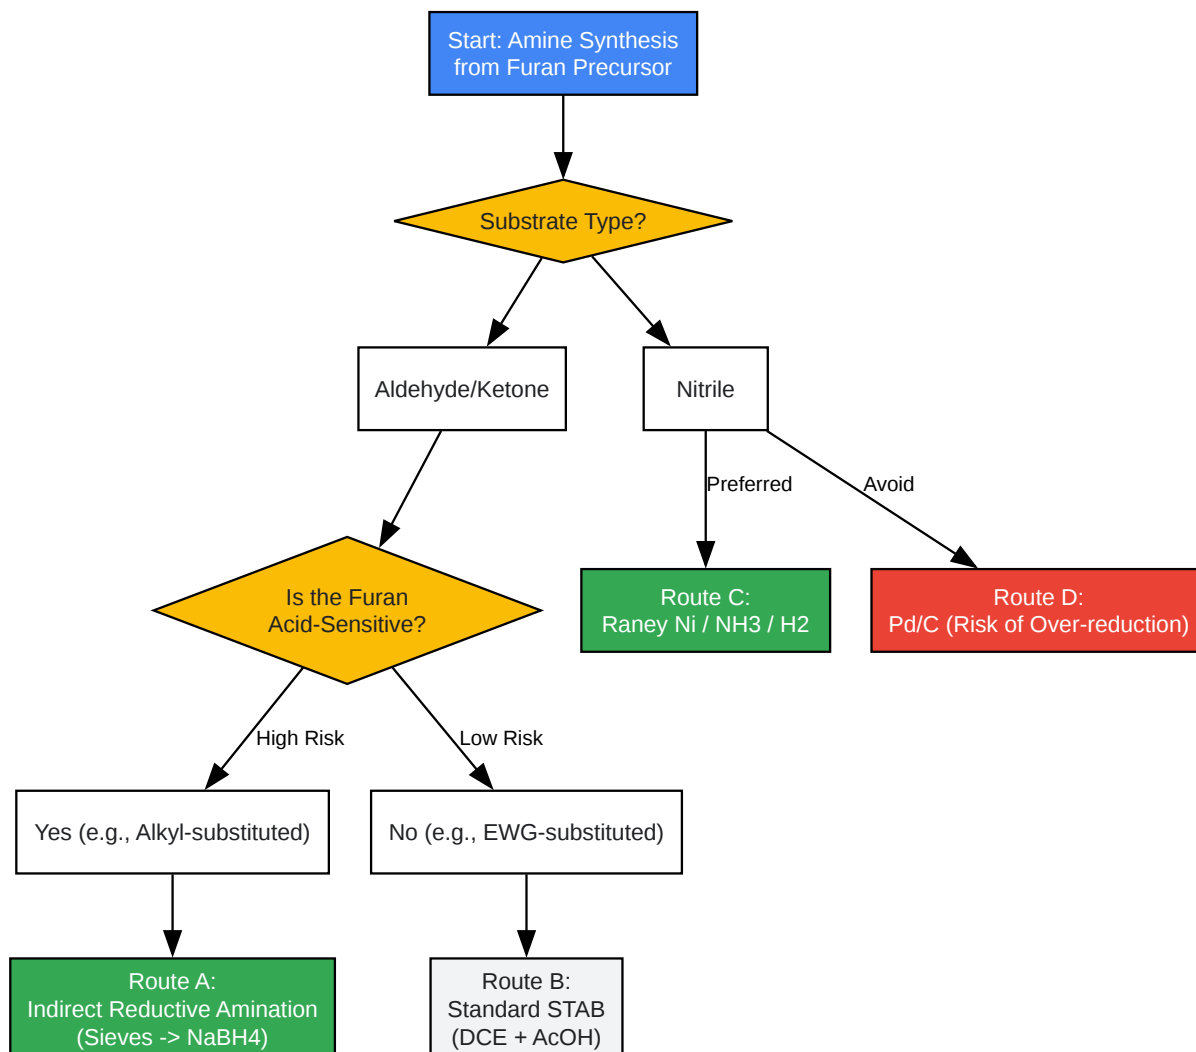 Start: Amine Synthesis
from Furan Precursor
Substrate Type?
Aldehyde/Ketone
Nitrile
Preferred
Avoid
Is the Furan
Acid-Sensitive?
Route C:
Raney Ni / NH3 / H2
Route D:
Pd/C (Risk of Over-reduction)
High Risk
Low Risk
Yes (e.g., Alkyl-substituted)
No (e.g., EWG-substituted)
Route A:
Indirect Reductive Amination
(Sieves -> NaBH4)
Route B:
Standard STAB
(DCE + AcOH)